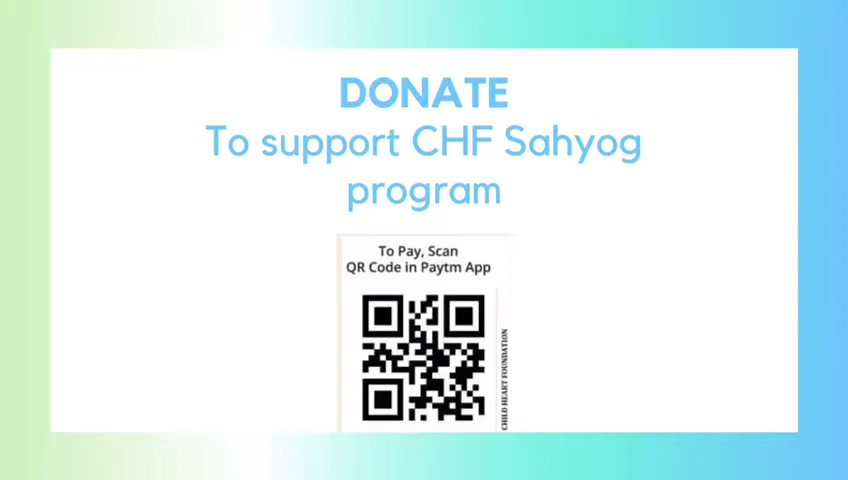 DONATE
To support CHF Sahyog
program
To Pay, Scan
QR Code in Paytm App
CHILD HEART FOUNDATION